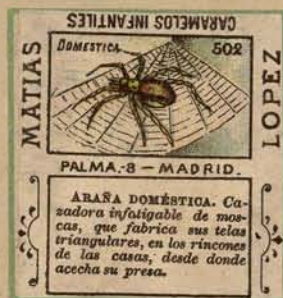 CARAMELOS INFANTILES
MATIAS
LOPEZ
DOMESTICA.
502
PALMA.-8 — MADRID.
ARAÑA DOMÉSTICA. Ca-
zadora infatigable de mos-
cas, que fabrica sus telas
triangulares, en los rincones
de las casas, desde donde
acecha su presa.